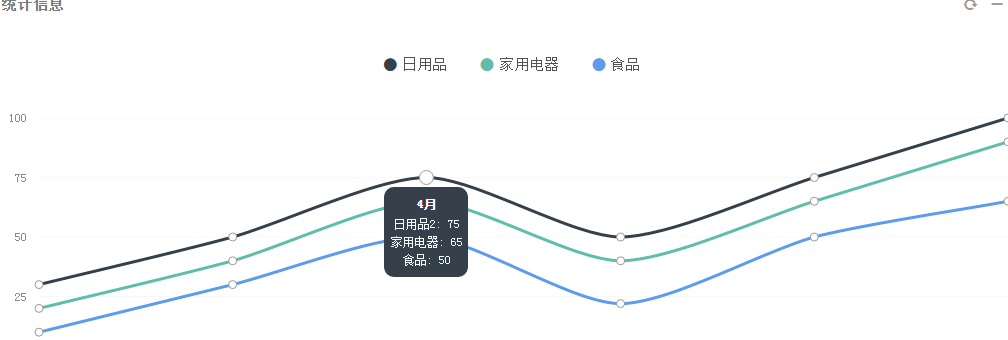 统计信息
日用品 家用电器 食品
100
75
50
25
4月
日用品2: 75
家用电器: 65
食品: 50